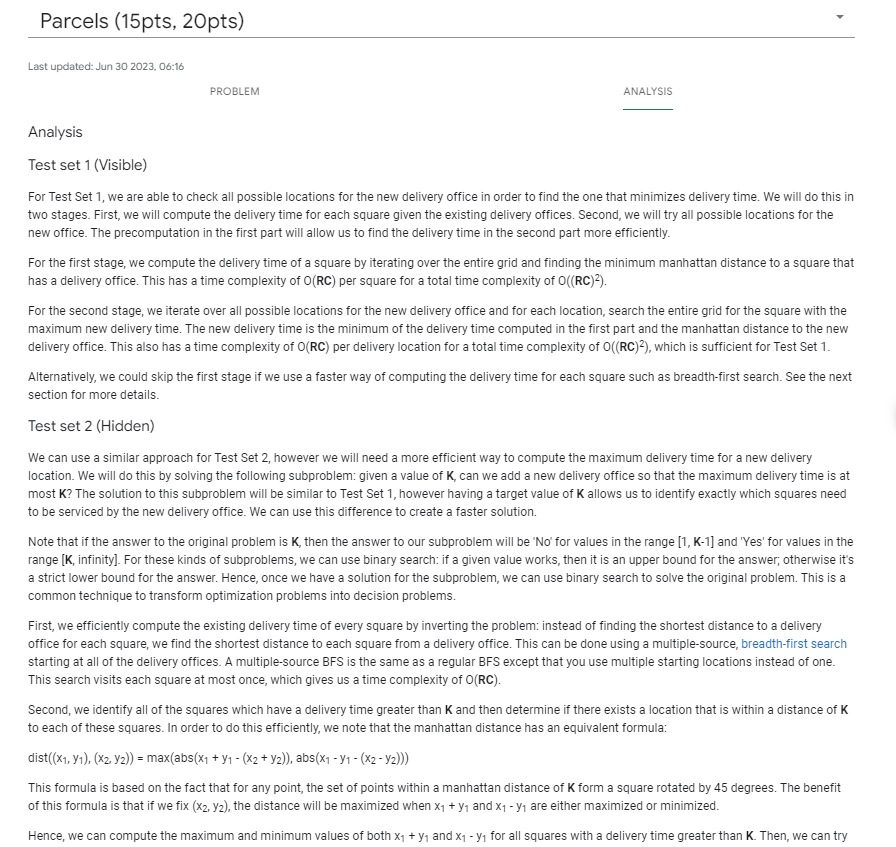 Parcels (15pts, 20pts)
Last updated: Jun 30 2023, 06:16
PROBLEM
ANALYSIS
Analysis
Test set 1 (Visible)
For Test Set 1, we are able to check all possible locations for the new delivery office in order to find the one that minimizes delivery time. We will do this in
two stages. First, we will compute the delivery time for each square given the existing delivery offices. Second, we will try all possible locations for the
new office. The precomputation in the first part will allow us to find the delivery time in the second part more efficiently.
For the first stage, we compute the delivery time of a square by iterating over the entire grid and finding the minimum manhattan distance to a square that
has a delivery office. This has a time complexity of O(RC) per square for a total time complexity of O((RC)²).
For the second stage, we iterate over all possible locations for the new delivery office and for each location, search the entire grid for the square with the
maximum new delivery time. The new delivery time is the minimum of the delivery time computed in the first part and the manhattan distance to the new
delivery office. This also has a time complexity of O(RC) per delivery location for a total time complexity of O((RC)²), which is sufficient for Test Set 1.
Alternatively, we could skip the first stage if we use a faster way of computing the delivery time for each square such as breadth-first search. See the next
section for more details.
Test set 2 (Hidden)
We can use a similar approach for Test Set 2, however we will need a more efficient way to compute the maximum delivery time for a new delivery
location. We will do this by solving the following subproblem: given a value of K, can we add a new delivery office so that the maximum delivery time is at
most K? The solution to this subproblem will be similar to Test Set 1, however having a target value of K allows us to identify exactly which squares need
to be serviced by the new delivery office. We can use this difference to create a faster solution.
Note that if the answer to the original problem is K, then the answer to our subproblem will be 'No' for values in the range [1, K-1] and 'Yes' for values in the
range [K, infinity]. For these kinds of subproblems, we can use binary search: if a given value works, then it is an upper bound for the answer; otherwise it's
a strict lower bound for the answer. Hence, once we have a solution for the subproblem, we can use binary search to solve the original problem. This is a
common technique to transform optimization problems into decision problems.
First, we efficiently compute the existing delivery time of every square by inverting the problem: instead of finding the shortest distance to a delivery
office for each square, we find the shortest distance to each square from a delivery office. This can be done using a multiple-source, breadth-first search
starting at all of the delivery offices. A multiple-source BFS is the same as a regular BFS except that you use multiple starting locations instead of one.
This search visits each square at most once, which gives us a time complexity of O(RC).
Second, we identify all of the squares which have a delivery time greater than K and then determine if there exists a location that is within a distance of K
to each of these squares. In order to do this efficiently, we note that the manhattan distance has an equivalent formula:
dist((x₁, y₁), (x₂, y₂)) = max(abs(x₁ + y₁ - (x₂ + y₂)), abs(x₁ - y₁ - (x₂ - y₂)))
This formula is based on the fact that for any point, the set of points within a manhattan distance of K form a square rotated by 45 degrees. The benefit
of this formula is that if we fix (x₂, y₂), the distance will be maximized when x₁ + y₁ and x₁ - y₁ are either maximized or minimized.
Hence, we can compute the maximum and minimum values of both x₁ + y₁ and x₁ - y₁ for all squares with a delivery time greater than K. Then, we can try